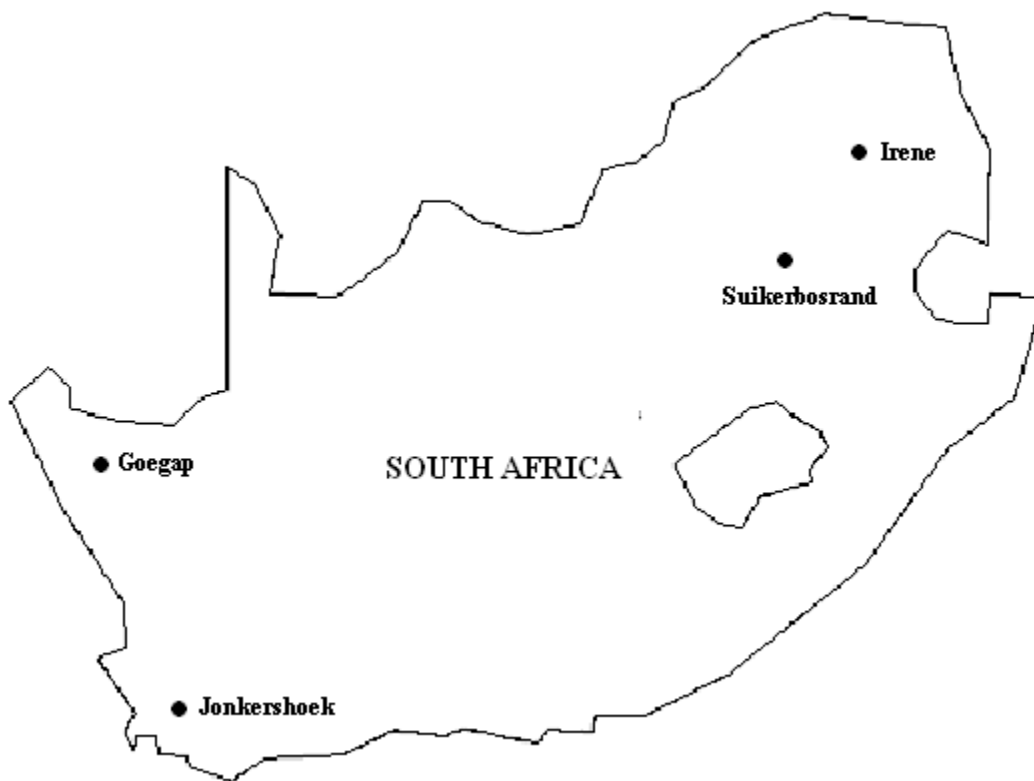 Irene
Suikerbosrand
Goegap
SOUTH AFRICA
Jonkershoek